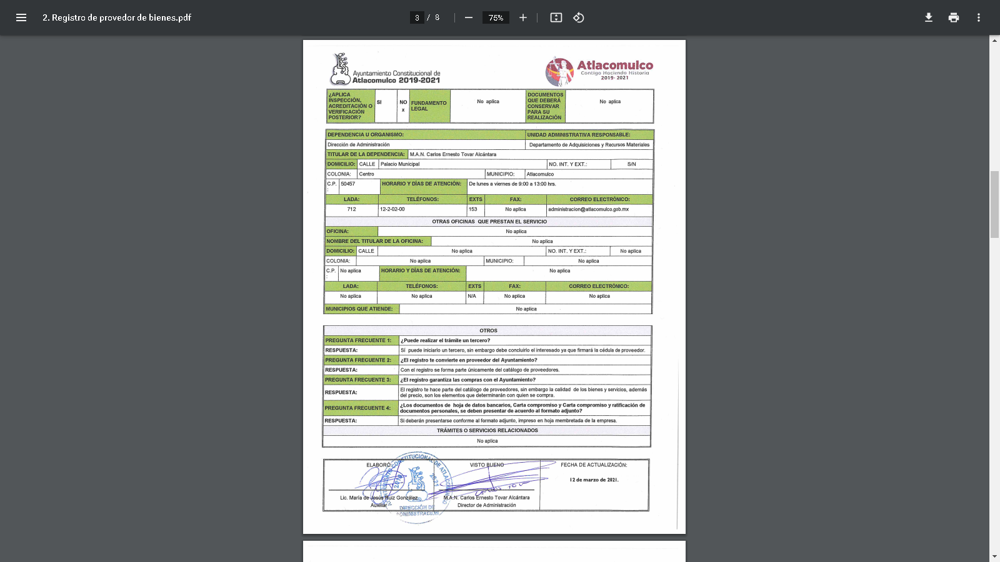 2. Registro de provedor de bienes.pdf
3 / 8
75%
Ayuntamiento Constitucional de
Atlacomulco 2019-2021
Atlacomulco
Contigo Haciendo Historia
2019- 2021
¿APLICA INSPECCIÓN, ACREDITACIÓN O VERIFICACIÓN POSTERIOR? SI NO x FUNDAMENTO LEGAL No aplica DOCUMENTOS QUE DEBERÁ CONSERVAR PARA SU REALIZACIÓN No aplica
DEPENDENCIA U ORGANISMO: UNIDAD ADMINISTRATIVA RESPONSABLE:
Dirección de Administración Departamento de Adquisiciones y Recursos Materiales
TITULAR DE LA DEPENDENCIA: M.A.N. Carlos Ernesto Tovar Alcántara
DOMICILIO: CALLE Palacio Municipal NO. INT. Y EXT.: S/N
COLONIA: Centro MUNICIPIO: Atlacomulco
C.P. : 50457 HORARIO Y DÍAS DE ATENCIÓN: De lunes a viernes de 9:00 a 13:00 hrs.
LADA: TELÉFONOS: EXTS FAX: CORREO ELECTRÓNICO:
712 12-2-02-00 153 No aplica administracion@atlacomulco.gob.mx
OTRAS OFICINAS QUE PRESTAN EL SERVICIO
OFICINA: No aplica
NOMBRE DEL TITULAR DE LA OFICINA: No aplica
DOMICILIO: CALLE No aplica NO. INT. Y EXT.: No aplica
COLONIA: No aplica MUNICIPIO: No aplica
C.P. : No aplica HORARIO Y DÍAS DE ATENCIÓN: No aplica
LADA: TELÉFONOS: EXTS FAX: CORREO ELECTRÓNICO:
No aplica No aplica N/A No aplica No aplica
MUNICIPIOS QUE ATIENDE: No aplica
OTROS
PREGUNTA FRECUENTE 1: ¿Puede realizar el trámite un tercero?
RESPUESTA: Sí puede iniciarlo un tercero, sin embargo debe concluirlo el interesado ya que firmará la cédula de proveedor.
PREGUNTA FRECUENTE 2: ¿El registro te convierte en proveedor del Ayuntamiento?
RESPUESTA: Con el registro se forma parte únicamente del catálogo de proveedores.
PREGUNTA FRECUENTE 3: ¿El registro garantiza las compras con el Ayuntamiento?
RESPUESTA: El registro te hace parte del catálogo de proveedores, sin embargo la calidad de los bienes y servicios, además
del precio, son los elementos que determinarán con quien se compra.
PREGUNTA FRECUENTE 4: ¿Los documentos de hoja de datos bancarios, Carta compromiso y Carta compromiso y ratificación de
documentos personales, se deben presentar de acuerdo al formato adjunto?
RESPUESTA: Si deberán presentarse conforme al formato adjunto, impreso en hoja membretada de la empresa.
TRÁMITES O SERVICIOS RELACIONADOS
No aplica
ELABORÓ: VISTO BUENO FECHA DE ACTUALIZACIÓN:
12 de marzo de 2021.
Lic. María de Jesús Ruiz González M.A.N. Carlos Ernesto Tovar Alcántara
Auxiliar Director de Administración
AYUNTAMIENTO CONSTITUCIONAL DE ATLACOMULCO
2019 2021
DIRECCIÓN DE
ADMINISTRACIÓN